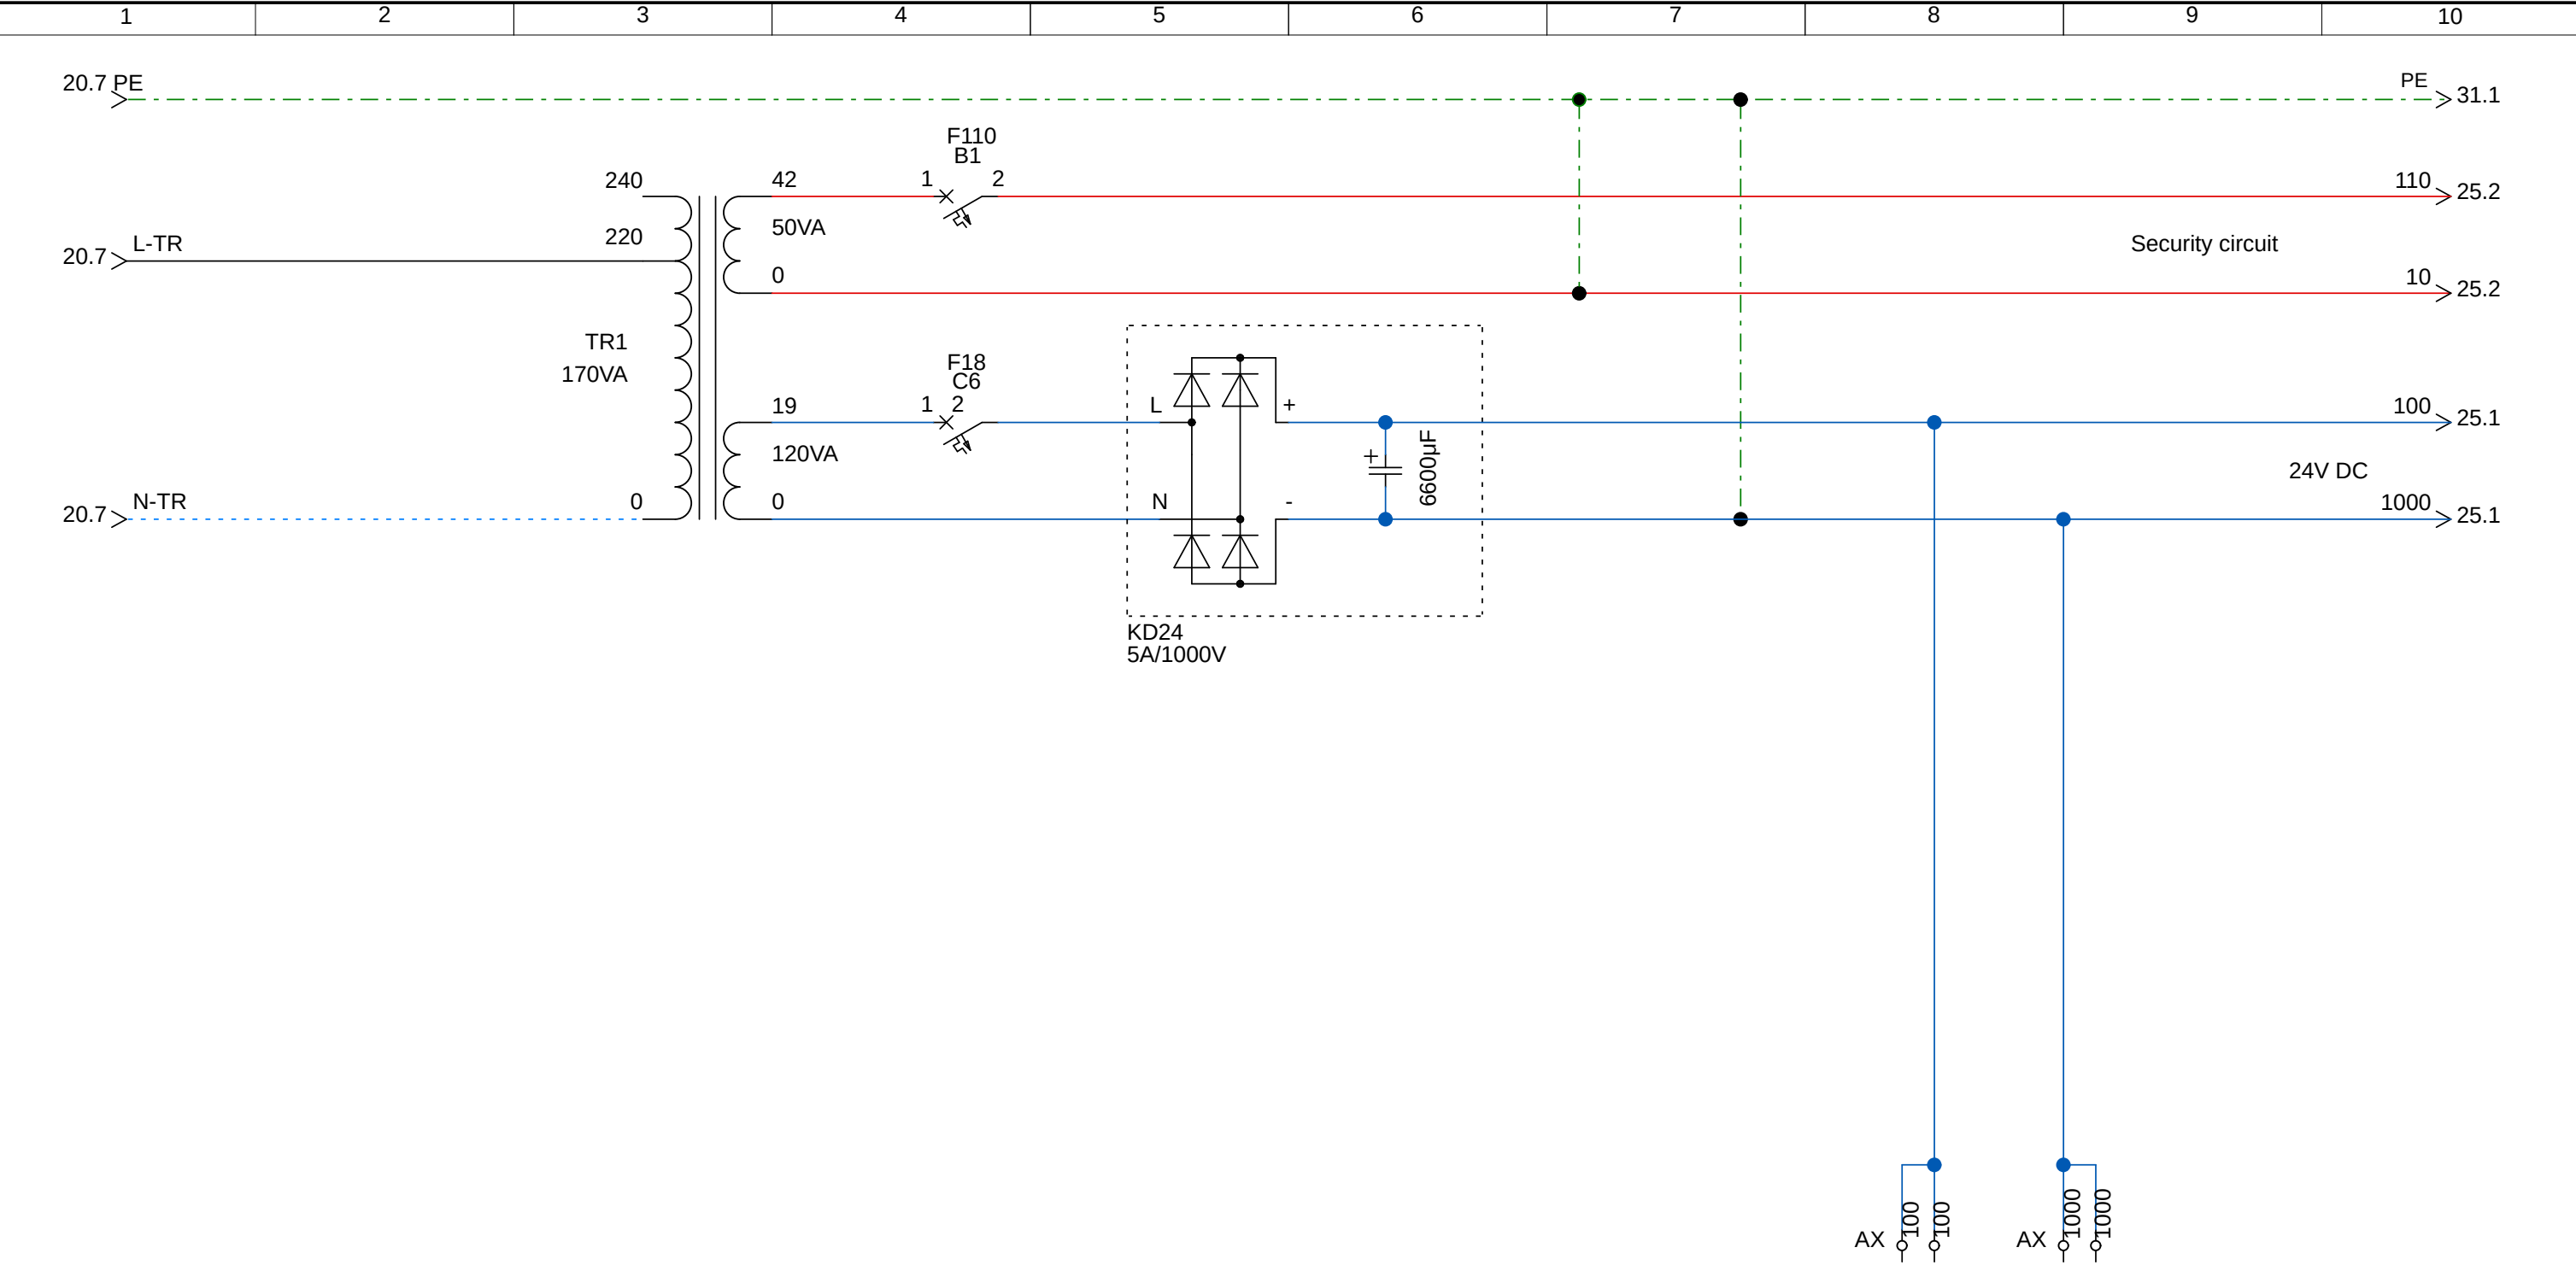 1 2 3 4 5 6 7 8 9 10
20.7 PE
PE
31.1
F110
B1
240
42
1
2
110
25.2
220
50VA
20.7
L-TR
Security circuit
0
10
25.2
TR1
170VA
F18
C6
19
1
2
L
+
100
25.1
120VA
+
6600µF
24V DC
20.7
N-TR
0
0
N
-
1000
25.1
KD24
5A/1000V
AX
100
100
AX
1000
1000